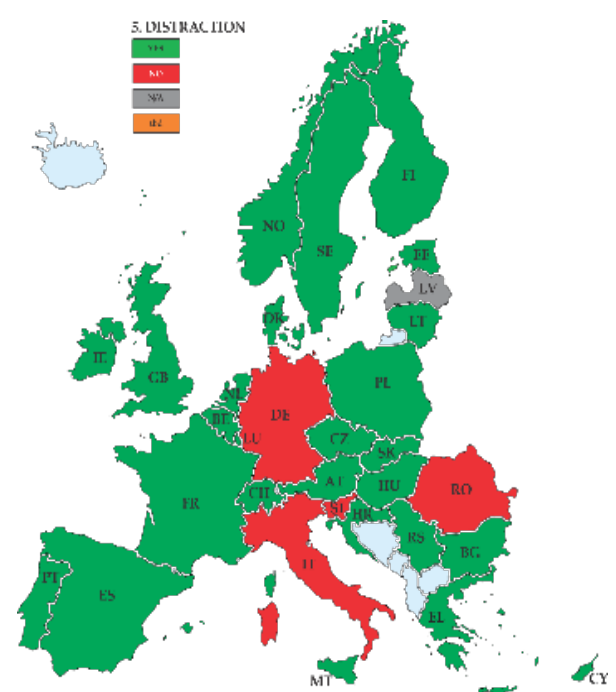 5. DISTRACTION
YES
NO
N/A
FI
NO
SE
EE
LV
LT
DK
IE
GB
NL
PL
BE
DE
LU
CZ
SK
AT
HU
CH
FR
RO
SI
HR
RS
BG
IT
PT
ES
EL
MT
CY